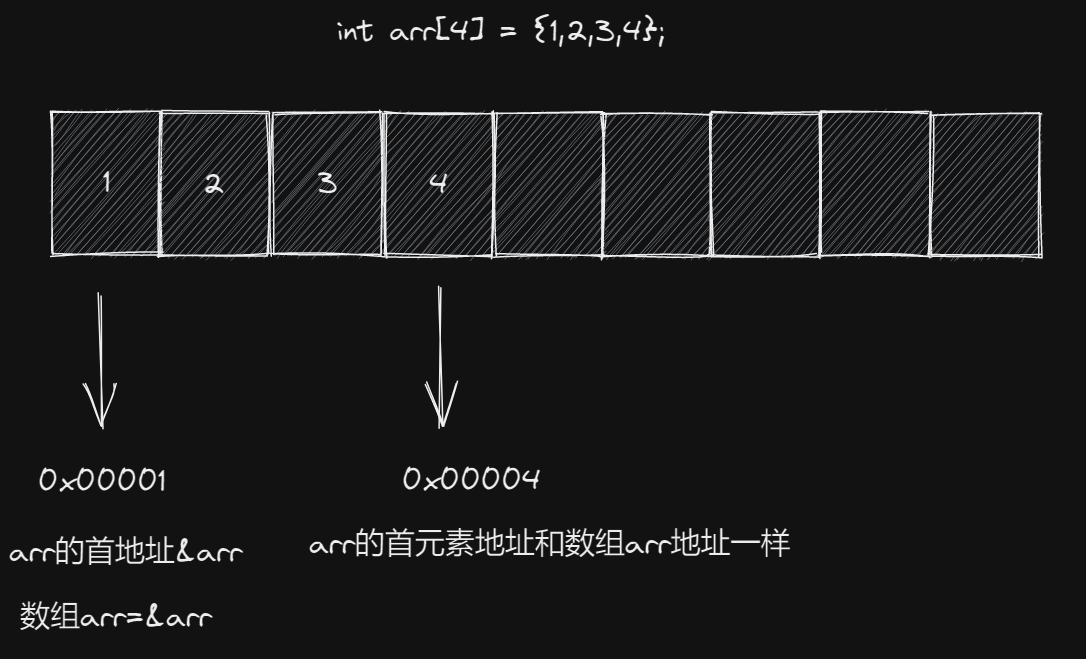 int arr[4] = {1,2,3,4};
1 2 3 4
0x00001 0x00004
arr的首地址&arr arr的首元素地址和数组arr地址一样
数组arr=&arr